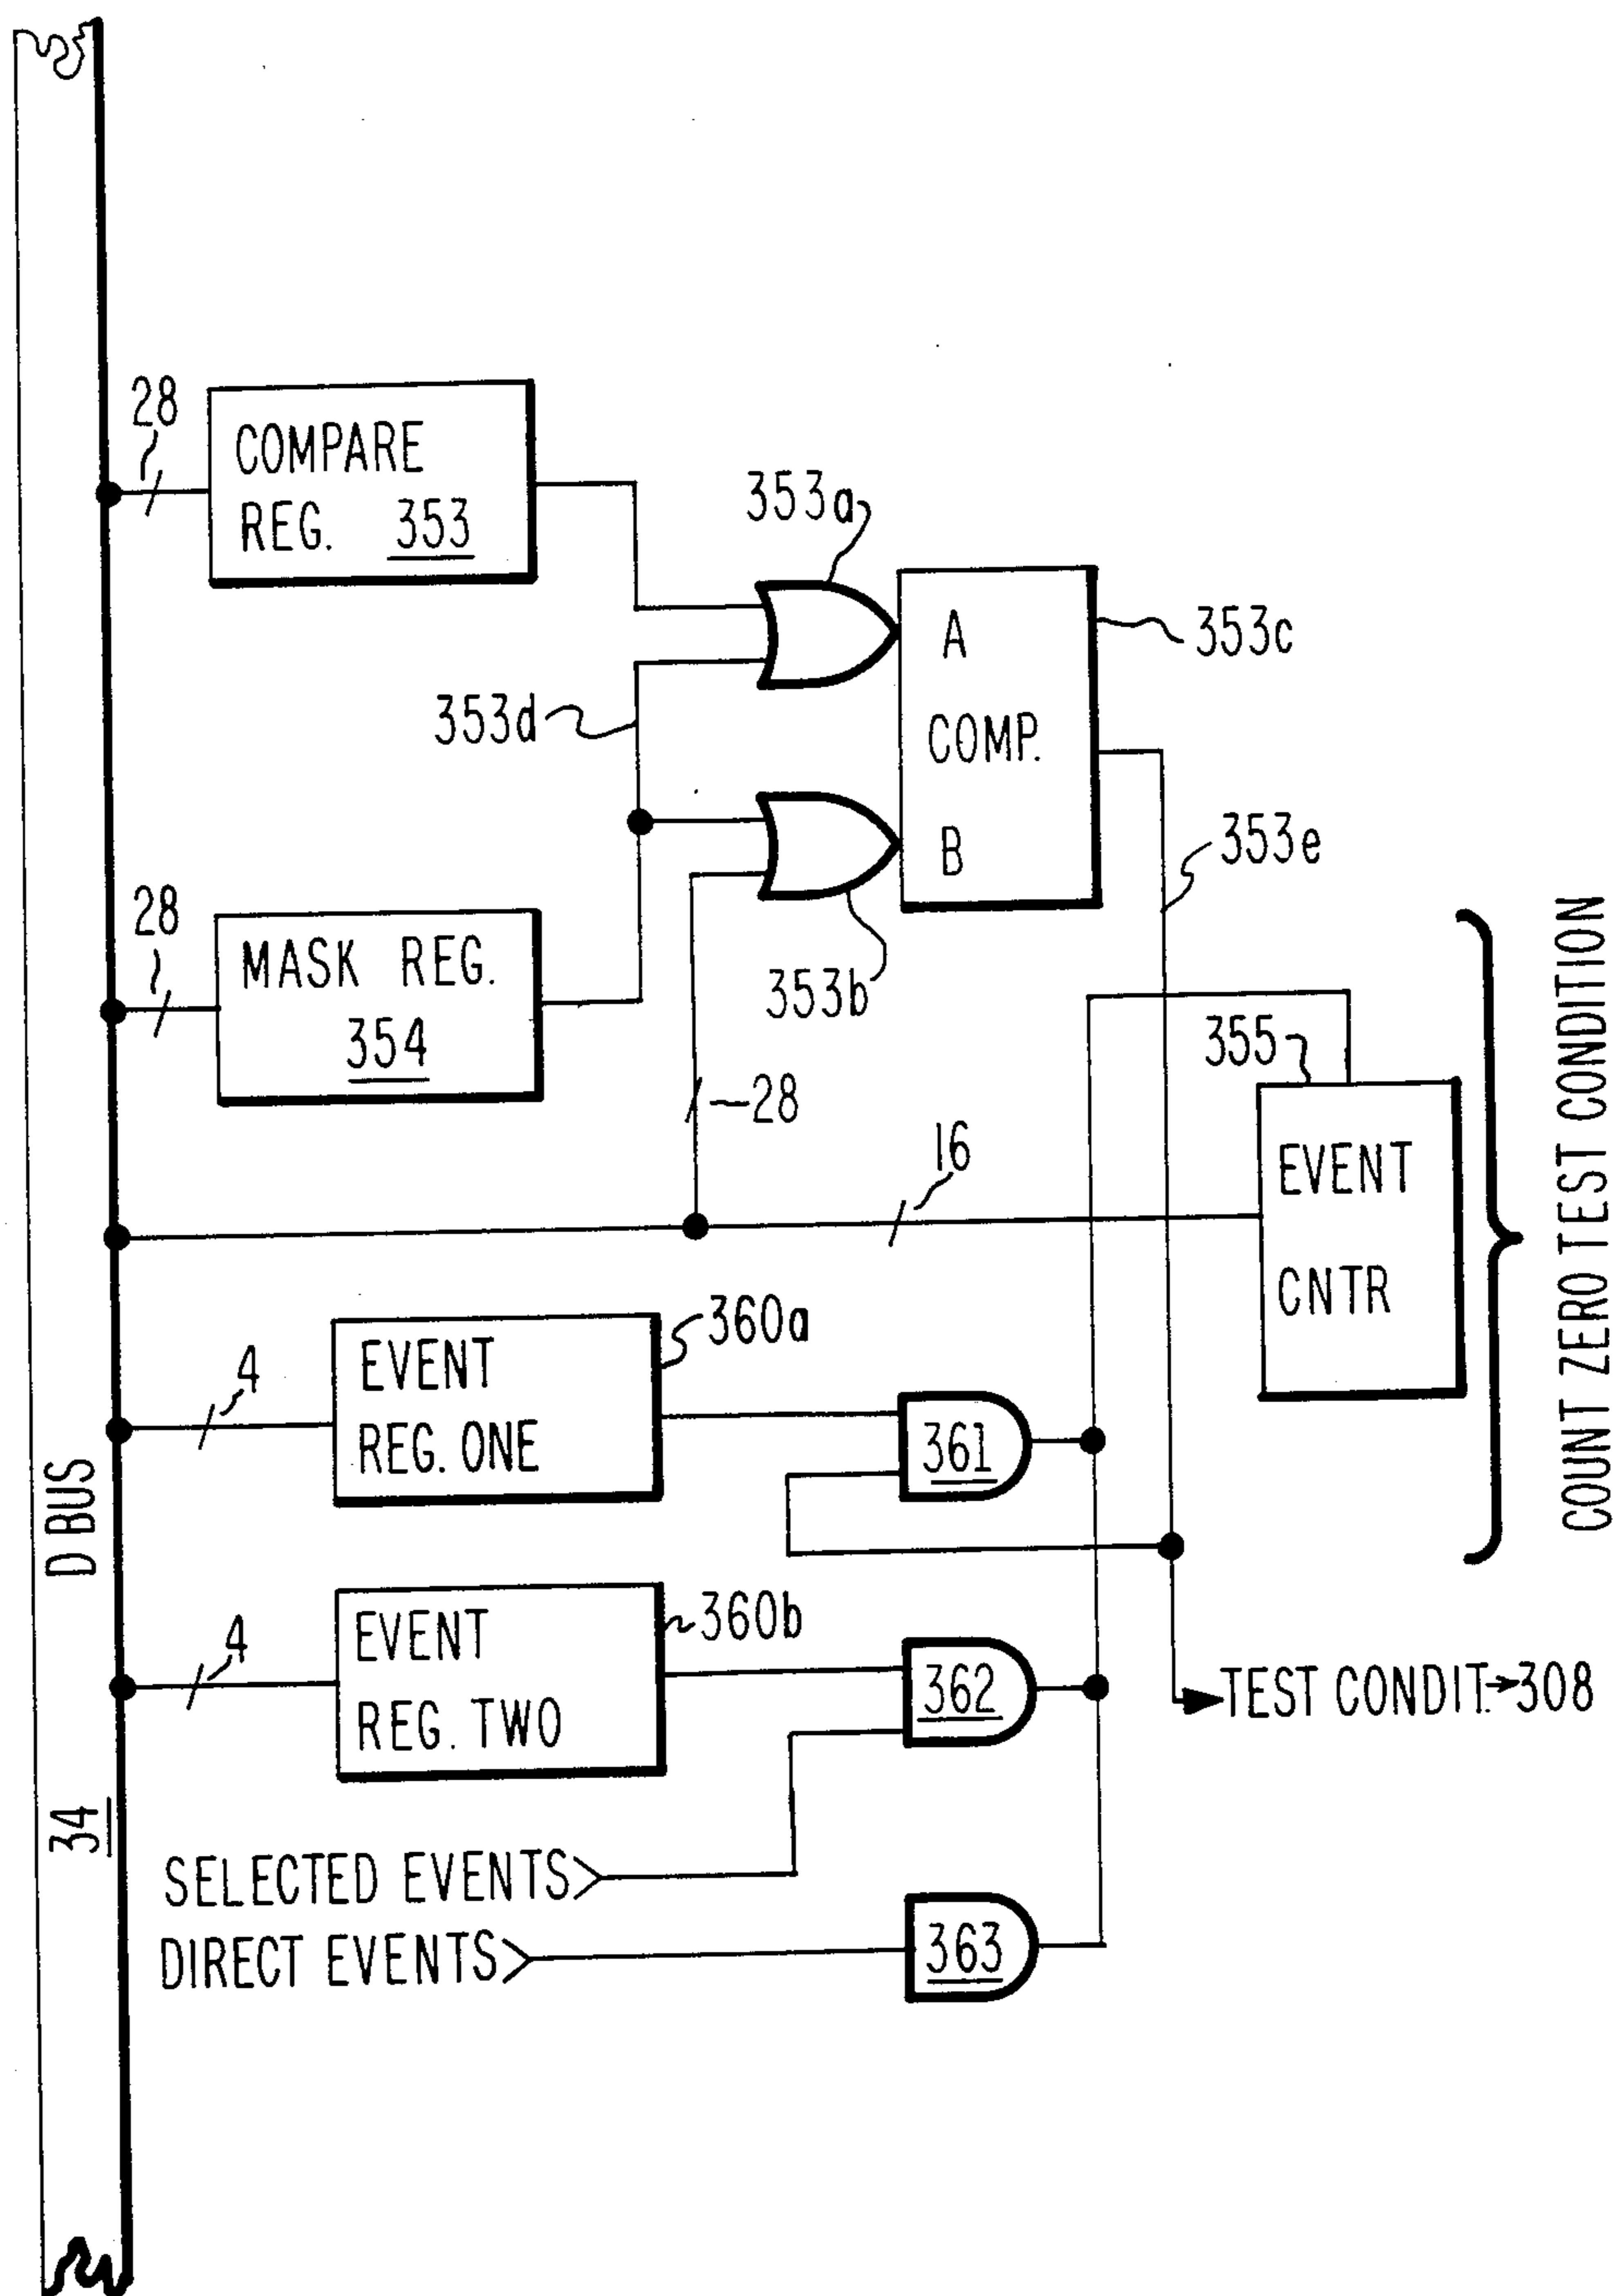 28
COMPARE
REG. 353
353a
A
353c
353d
COMP.
353e
B
28
MASK REG.
354
353b
355
28
16
EVENT
CNTR
COUNT ZERO TEST CONDITION
360a
4
EVENT
REG. ONE
361
D BUS
34
4
EVENT
REG. TWO
360b
362
TEST CONDIT.→308
SELECTED EVENTS
DIRECT EVENTS
363